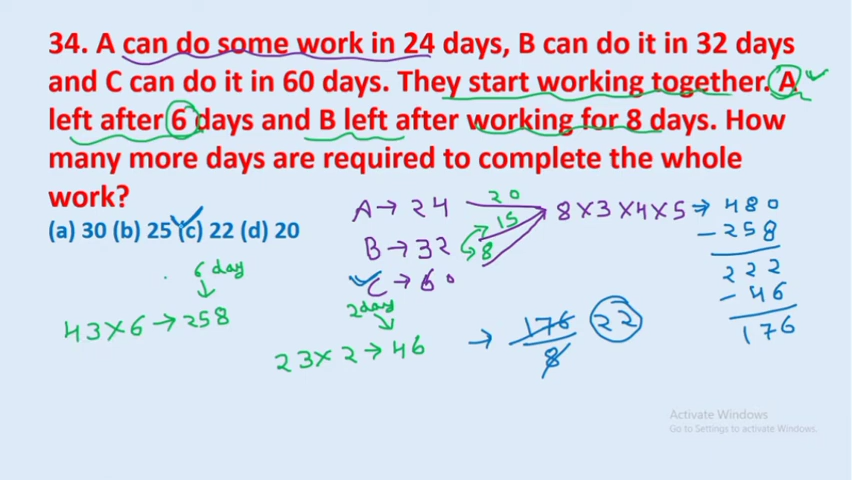 34. A can do some work in 24 days, B can do it in 32 days
and C can do it in 60 days. They start working together. A
left after 6 days and B left after working for 8 days. How
many more days are required to complete the whole
work?
(a) 30 (b) 25 (c) 22 (d) 20
A → 24 20 8 × 3 × 4 × 5 → 480
B → 32 15 8 - 258
C → 60 222
6 day - 46
43 × 6 → 258 176
2 day
23 × 2 → 46 → 176/8 22
Activate Windows
Go to Settings to activate Windows.